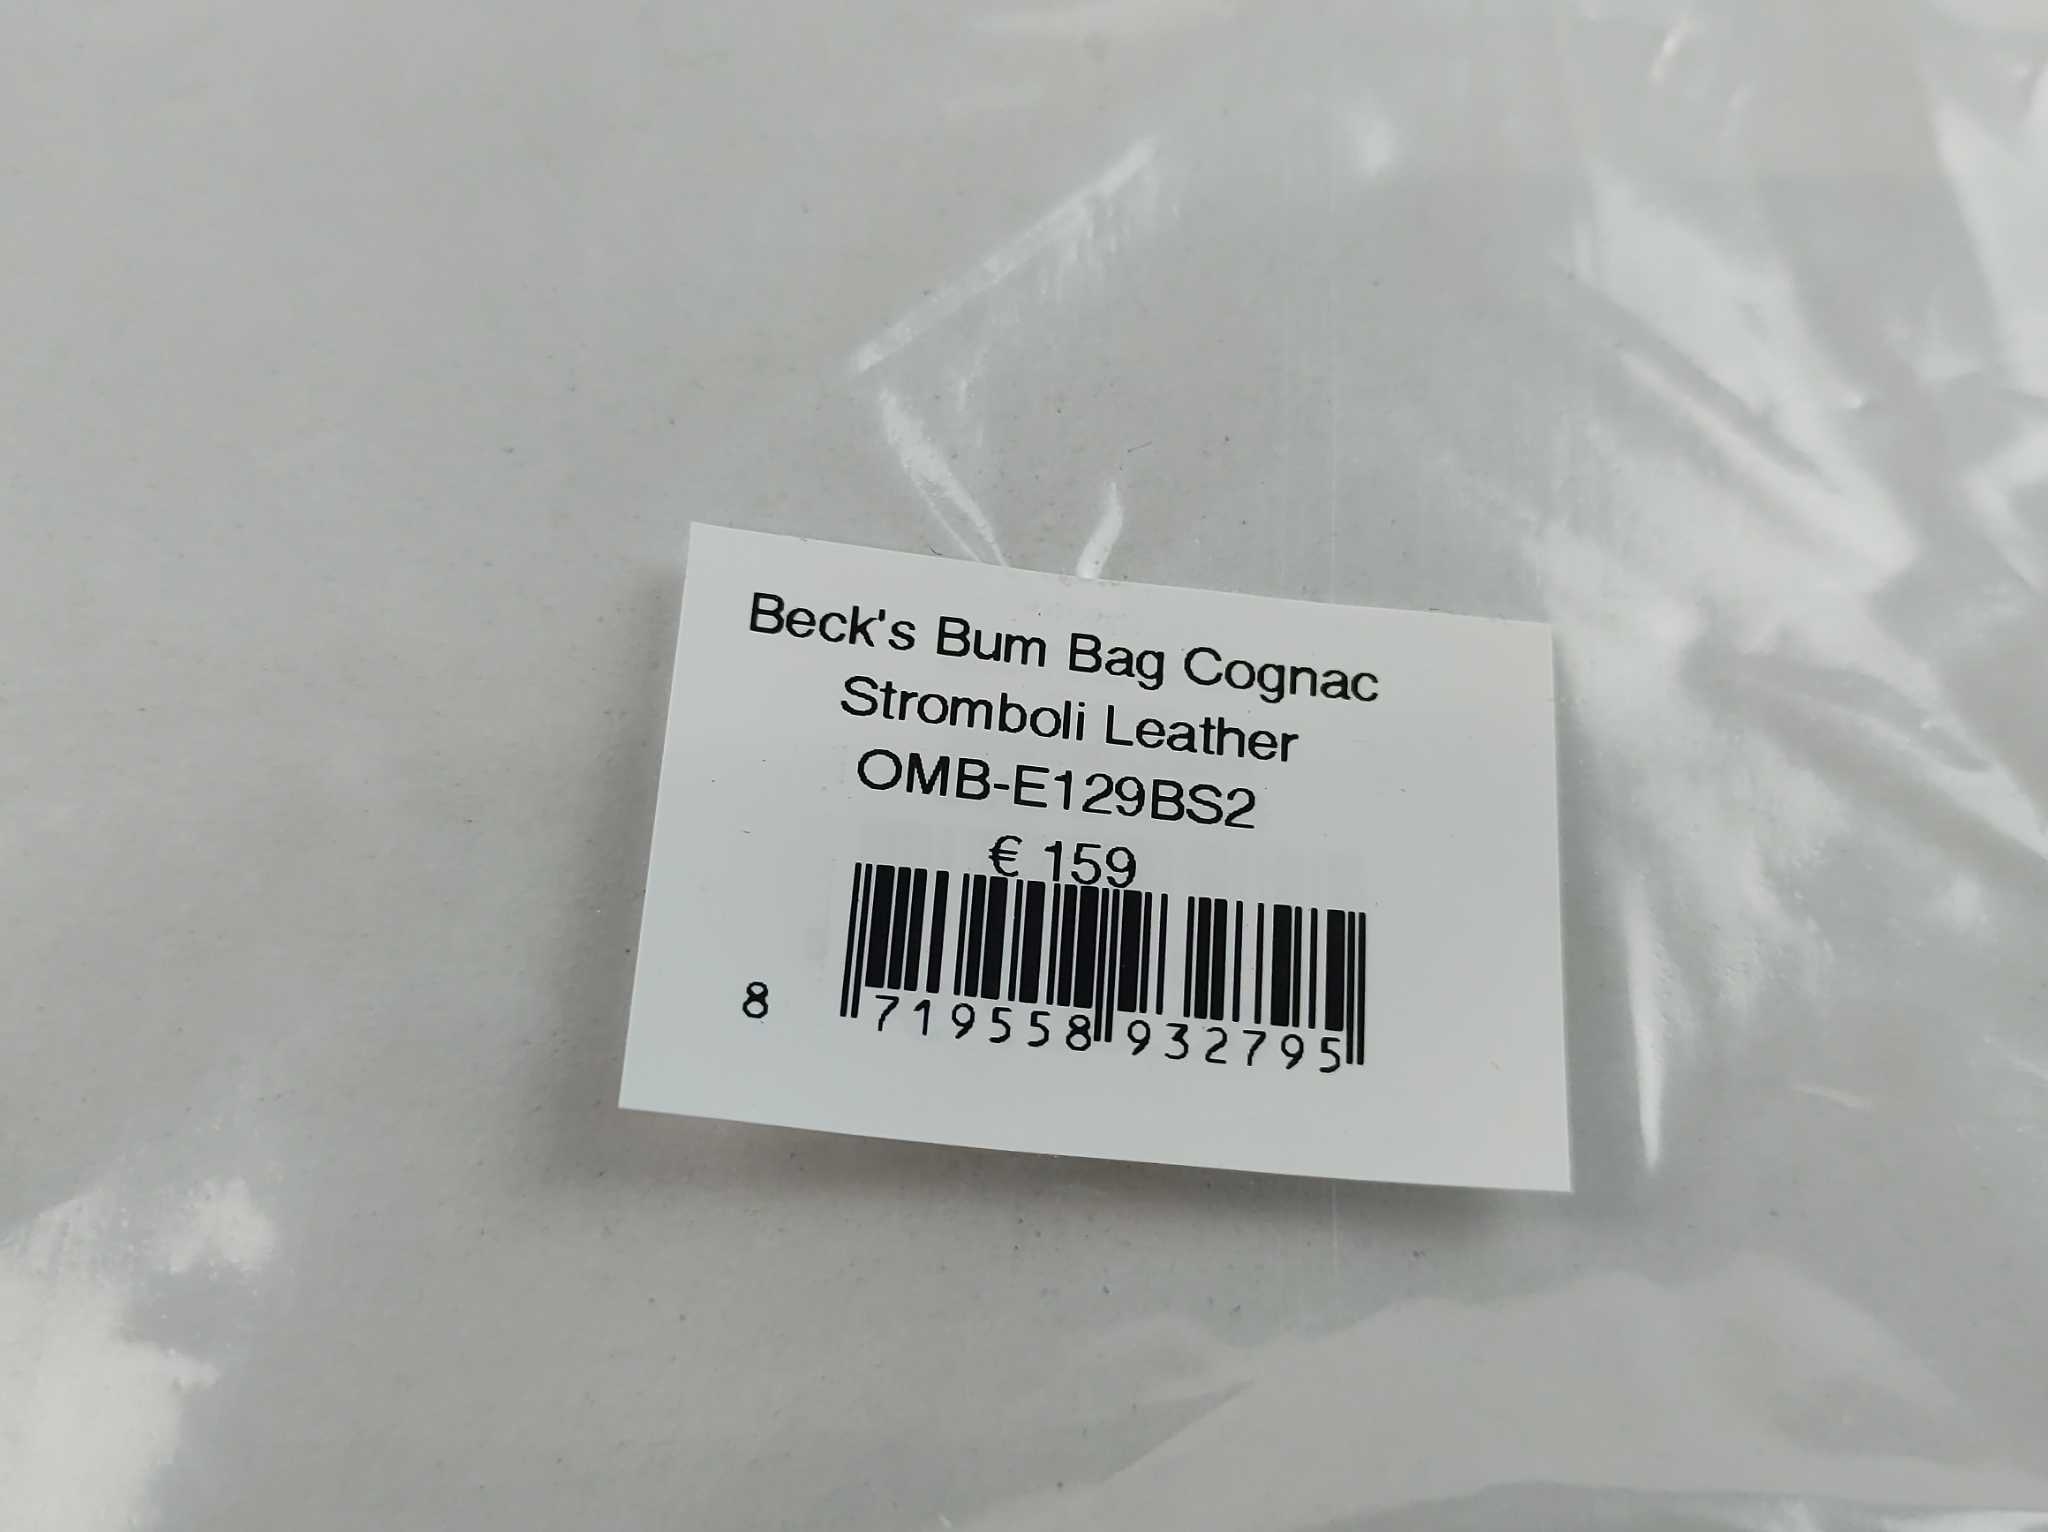 Beck's Bum Bag Cognac
Stromboli Leather
OMB-E129BS2
€ 159
8 719558 932795